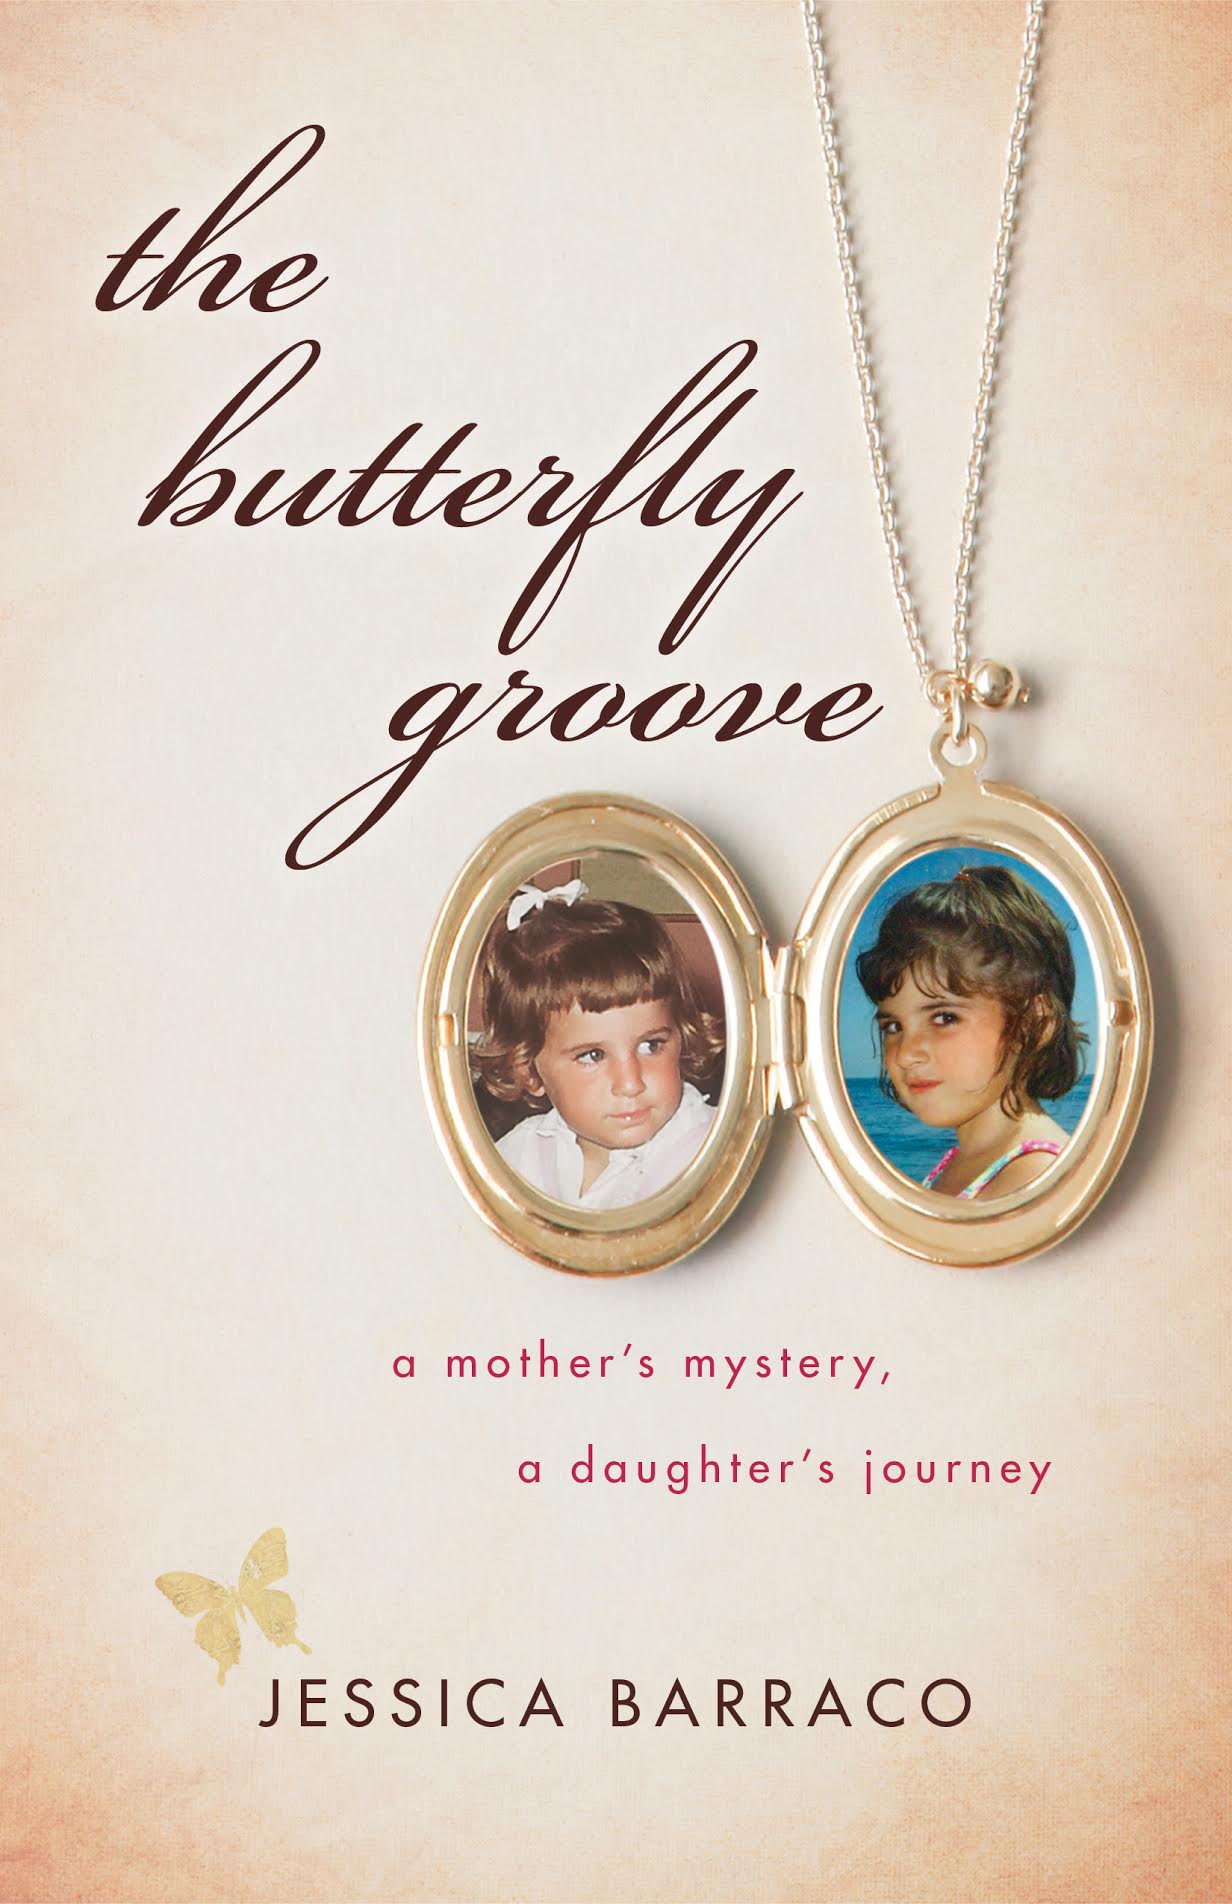 the
butterfly
groove
a mother's mystery,
a daughter's journey
JESSICA BARRACO